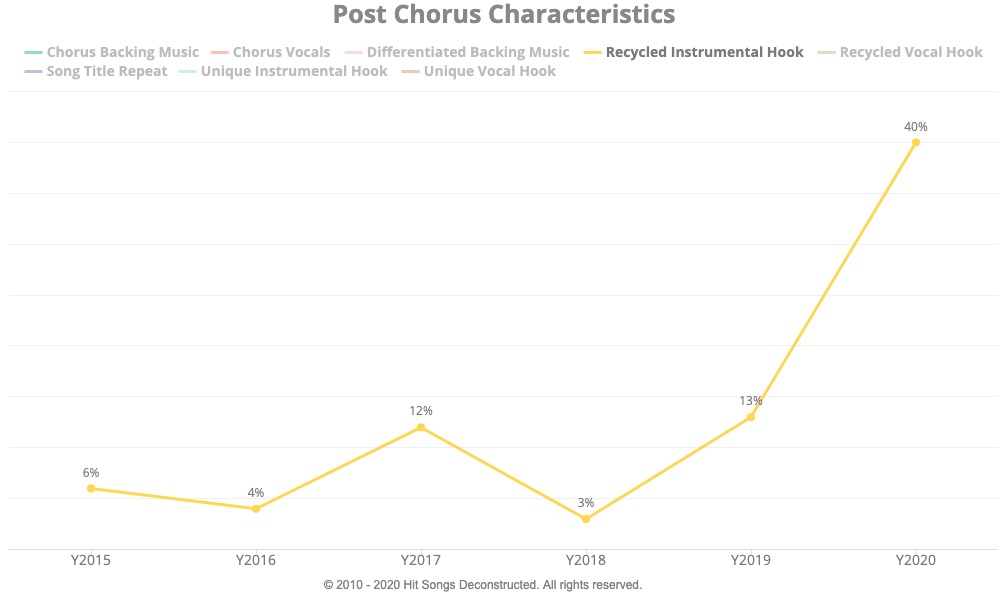 Post Chorus Characteristics
Chorus Backing Music Chorus Vocals Differentiated Backing Music Recycled Instrumental Hook Recycled Vocal Hook
Song Title Repeat Unique Instrumental Hook Unique Vocal Hook
40%
13%
12%
6%
4%
3%
Y2015 Y2016 Y2017 Y2018 Y2019 Y2020
© 2010 - 2020 Hit Songs Deconstructed. All rights reserved.